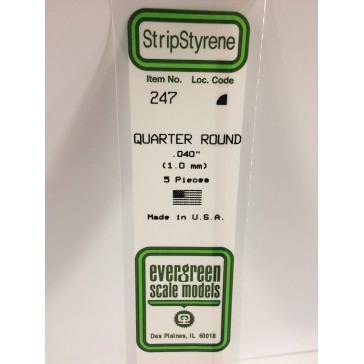 StripStyrene
Item No. Loc. Code
247
QUARTER ROUND
.040"
(1.0 mm)
5 Pieces
Made in U.S.A.
evergreen
scale models
Des Plaines, IL 60018